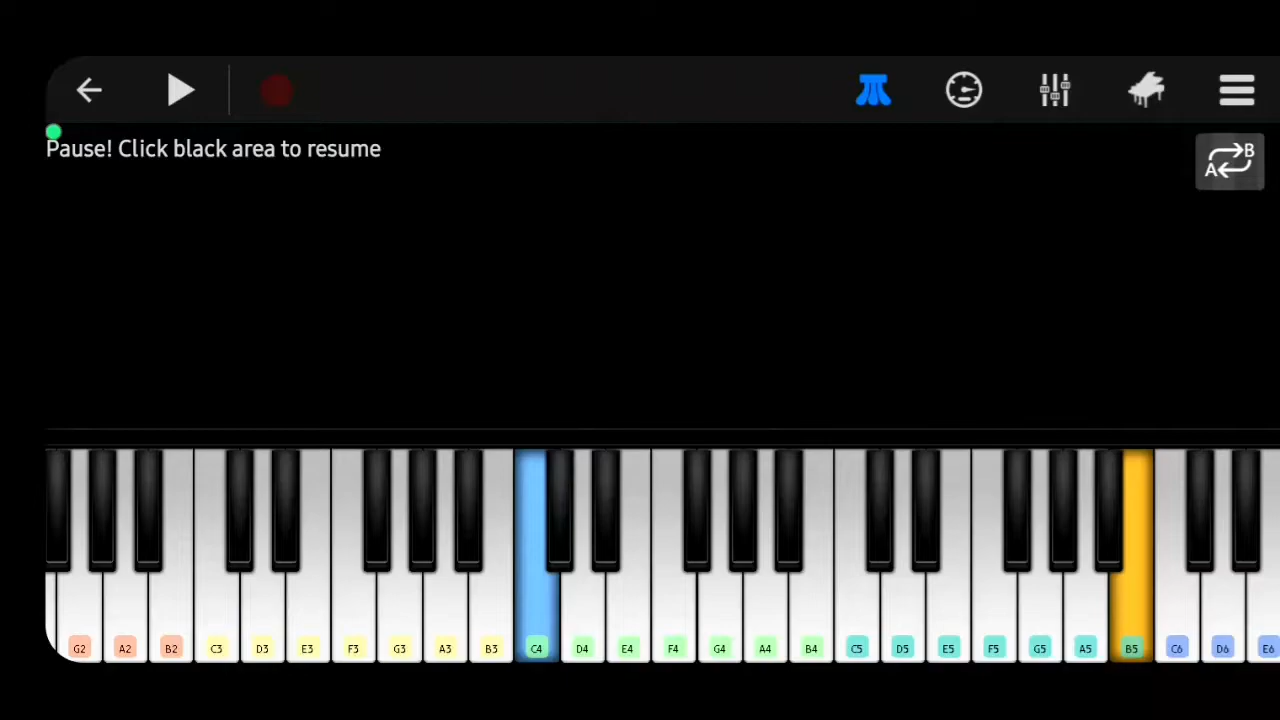 Pause! Click black area to resume
A B
G2 A2 B2 C3 D3 E3 F3 G3 A3 B3 C4 D4 E4 F4 G4 A4 B4 C5 D5 E5 F5 G5 A5 B5 C6 D6 E6